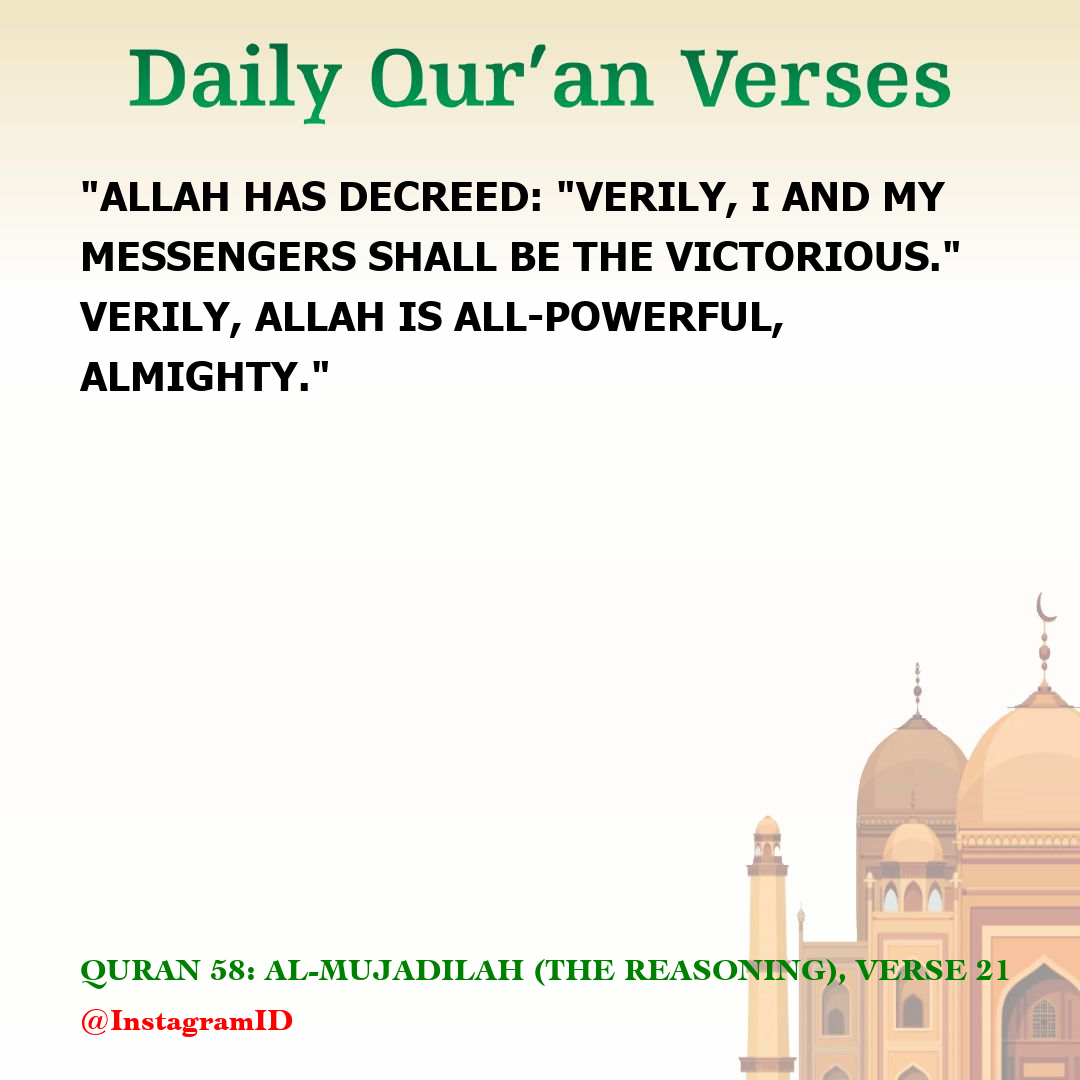 Daily Qur’an Verses
"ALLAH HAS DECREED: "VERILY, I AND MY
MESSENGERS SHALL BE THE VICTORIOUS."
VERILY, ALLAH IS ALL-POWERFUL,
ALMIGHTY."
QURAN 58: AL-MUJADILAH (THE REASONING), VERSE 21
@InstagramID